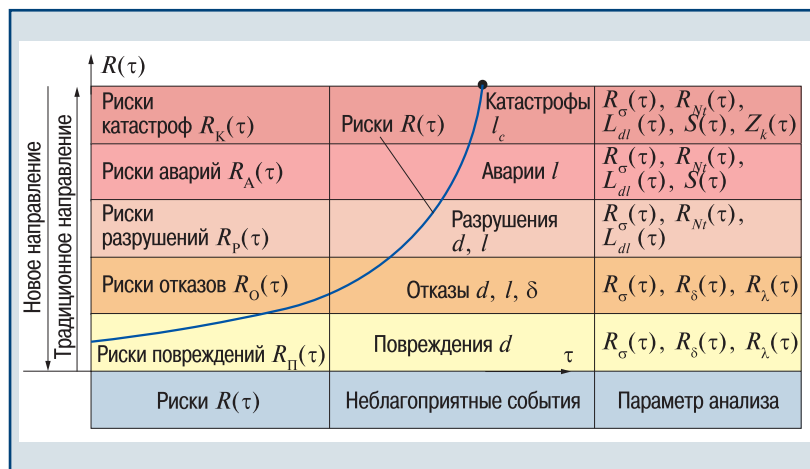 R(τ)
Новое направление
Традиционное направление
Риски
катастроф R_К(τ)
Риски R(τ)
Катастрофы
l_c
R_σ(τ), R_Nt(τ),
L_dl(τ), S(τ), Z_k(τ)
Риски аварий R_А(τ)
Аварии l
R_σ(τ), R_Nt(τ),
L_dl(τ), S(τ)
Риски
разрушений R_Р(τ)
Разрушения
d, l
R_σ(τ), R_Nt(τ),
L_dl(τ)
Риски отказов R_О(τ)
Отказы d, l, δ
R_σ(τ), R_δ(τ), R_λ(τ)
Риски повреждений R_П(τ)
Повреждения d
τ
R_σ(τ), R_δ(τ), R_λ(τ)
Риски R(τ)
Неблагоприятные события
Параметр анализа